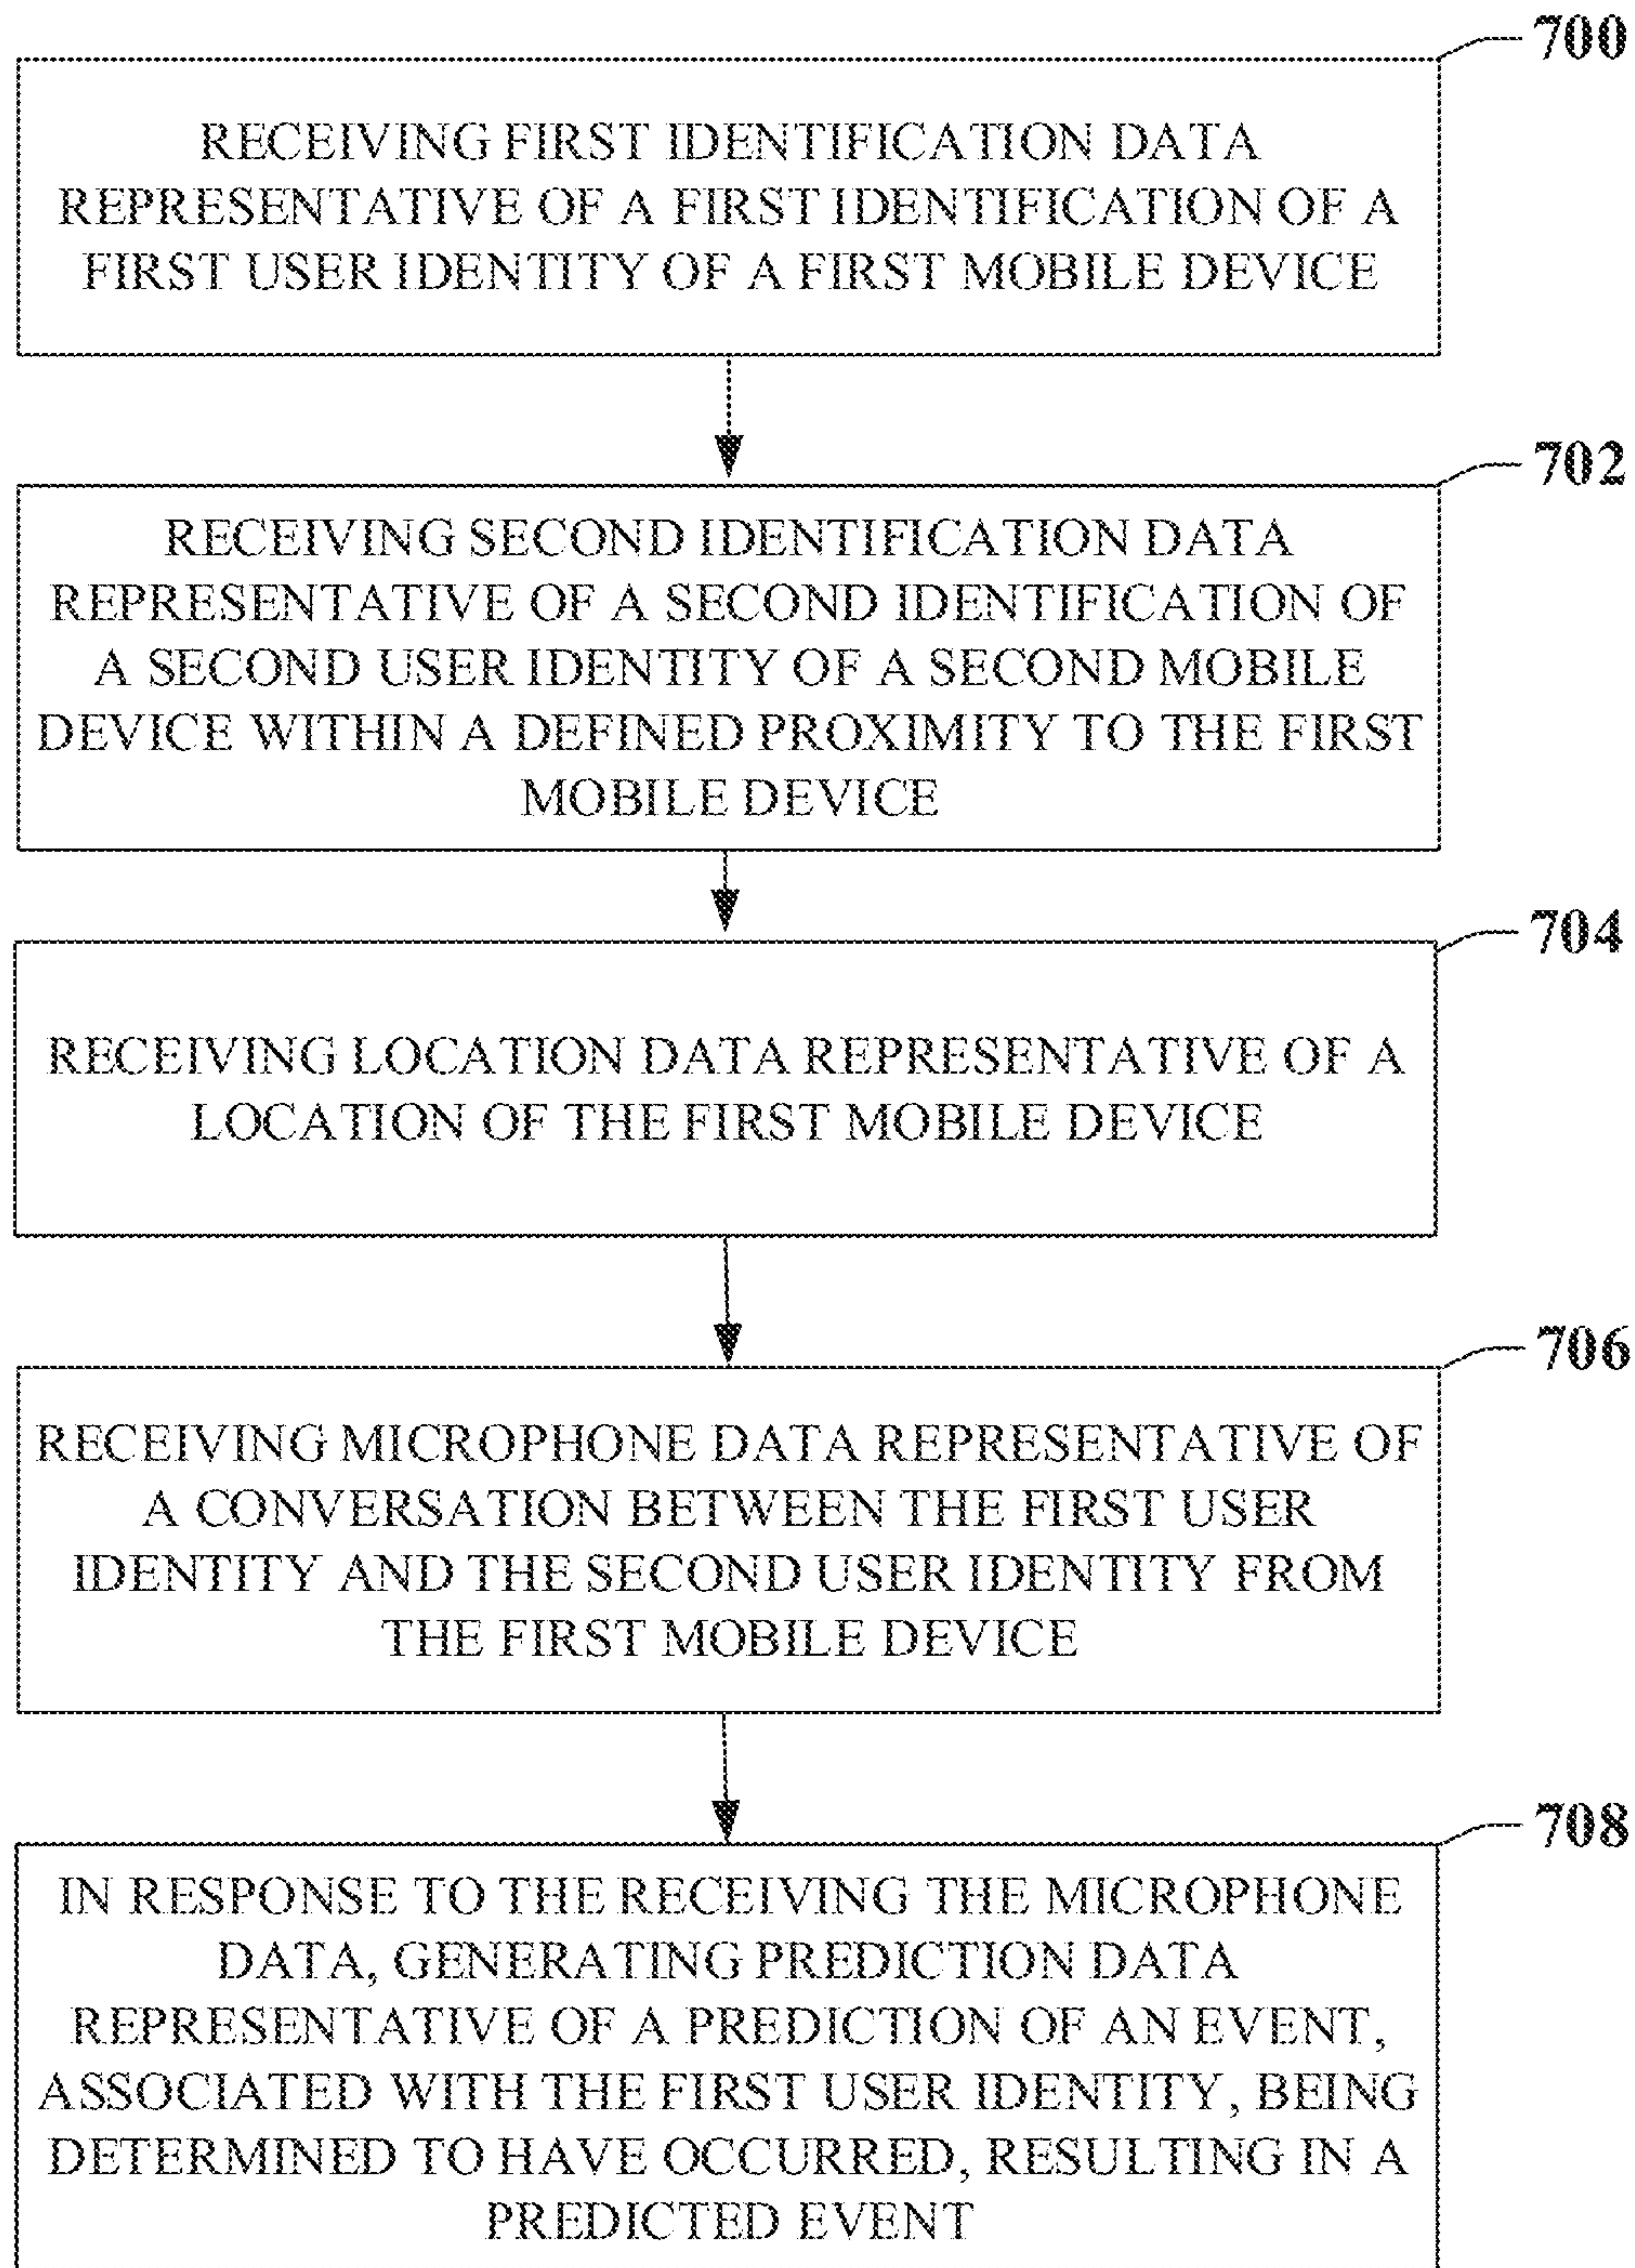 700
RECEIVING FIRST IDENTIFICATION DATA
REPRESENTATIVE OF A FIRST IDENTIFICATION OF A
FIRST USER IDENTITY OF A FIRST MOBILE DEVICE
702
RECEIVING SECOND IDENTIFICATION DATA
REPRESENTATIVE OF A SECOND IDENTIFICATION OF
A SECOND USER IDENTITY OF A SECOND MOBILE
DEVICE WITHIN A DEFINED PROXIMITY TO THE FIRST
MOBILE DEVICE
704
RECEIVING LOCATION DATA REPRESENTATIVE OF A
LOCATION OF THE FIRST MOBILE DEVICE
706
RECEIVING MICROPHONE DATA REPRESENTATIVE OF
A CONVERSATION BETWEEN THE FIRST USER
IDENTITY AND THE SECOND USER IDENTITY FROM
THE FIRST MOBILE DEVICE
708
IN RESPONSE TO THE RECEIVING THE MICROPHONE
DATA, GENERATING PREDICTION DATA
REPRESENTATIVE OF A PREDICTION OF AN EVENT,
ASSOCIATED WITH THE FIRST USER IDENTITY, BEING
DETERMINED TO HAVE OCCURRED, RESULTING IN A
PREDICTED EVENT